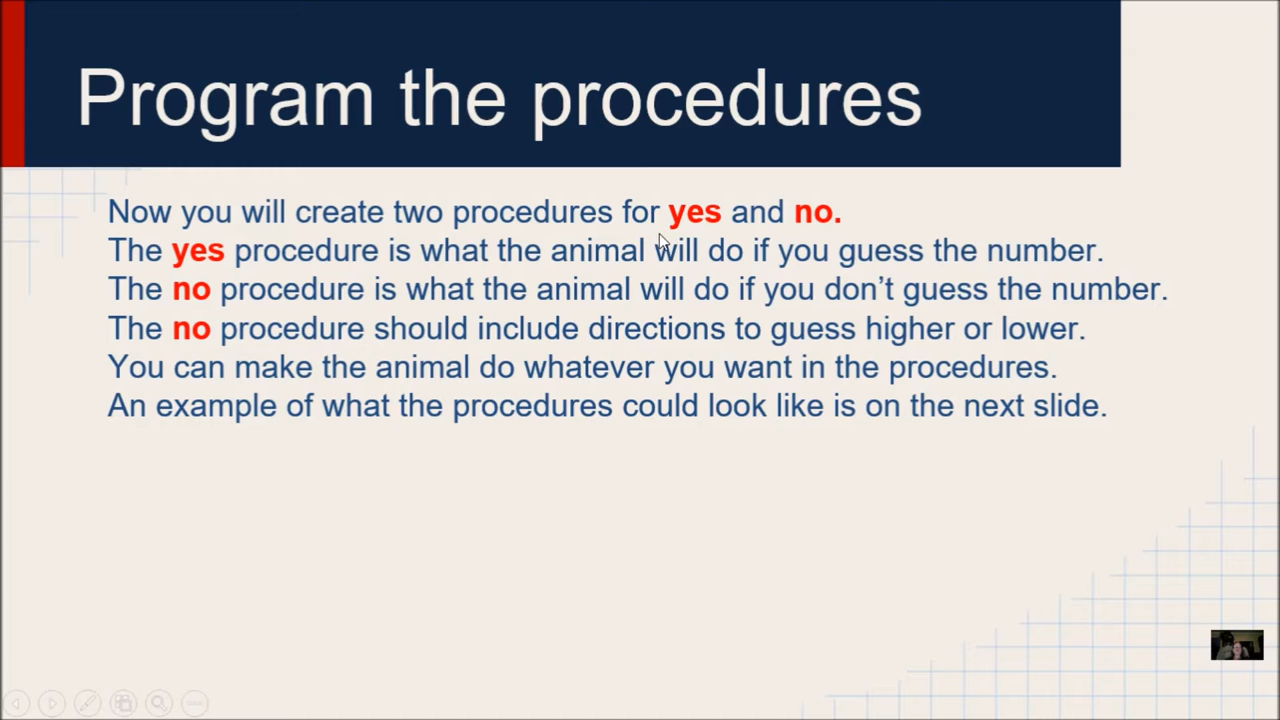 Program the procedures
Now you will create two procedures for yes and no.
The yes procedure is what the animal will do if you guess the number.
The no procedure is what the animal will do if you don’t guess the number.
The no procedure should include directions to guess higher or lower.
You can make the animal do whatever you want in the procedures.
An example of what the procedures could look like is on the next slide.